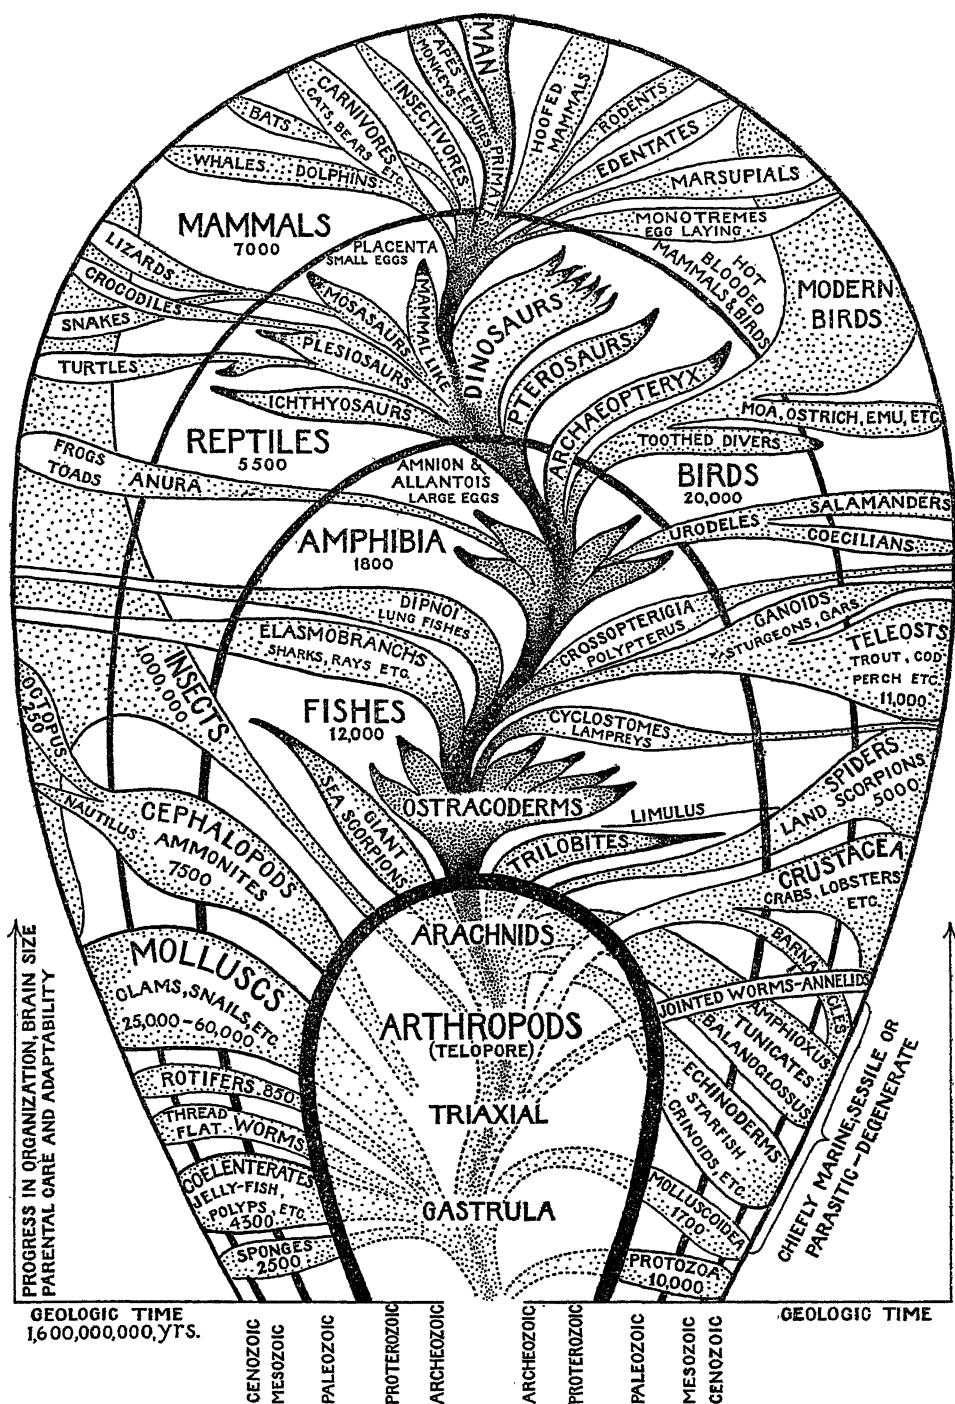 MAN
APES
MONKEYS, LEMURS
PRIMATE
HOOFED
MAMMALS
RODENTS
EDENTATES
MARSUPIALS
MONOTREMES
EGG LAYING
INSECTIVORES
CARNIVORES
CATS, BEARS ETC.
BATS
WHALES DOLPHINS
MAMMALS
7000
PLACENTA
SMALL EGGS
HOT
BLOODED
MAMMALS & BIRDS
MODERN
BIRDS
LIZARDS
CROCODILES
SNAKES
TURTLES
MOSASAURS
MAMMAL LIKE
PLESIOSAURS
ICHTHYOSAURS
DINOSAURS
PTEROSAURS
ARCHAEOPTERYX
MOA, OSTRICH, EMU, ETC
TOOTHED DIVERS
REPTILES
5500
BIRDS
20,000
AMNION &
ALLANTOIS
LARGE EGGS
FROGS
TOADS
ANURA
AMPHIBIA
1800
URODELES
SALAMANDERS
COECILIANS
DIPNOI
LUNG FISHES
ELASMOBRANCHS
SHARKS, RAYS ETC.
CROSSOPTERIGIA
POLYPTERUS
GANOIDS
STURGEONS, GARS
TELEOSTS
TROUT, COD
PERCH ETC.
11,000
FISHES
12,000
CYCLOSTOMES
LAMPREYS
INSECTS
1,000,000
OCTOPUS
250
NAUTILUS
CEPHALOPODS
AMMONITES
7500
SEA GIANT
SCORPIONS
OSTRACODERMS
LIMULUS
TRILOBITES
SPIDERS
LAND SCORPIONS
5000
CRUSTACEA
CRABS, LOBSTERS
ETC.
BARNACLES
JOINTED WORMS-ANNELIDS
AMPHIOXUS
TUNICATES
BALANOGLOSSUS
ECHINODERMS
STARFISH
CRINOIDS, ETC.
MOLLUSCOIDEA
1700
PROTOZOA
10,000
ARACHNIDS
ARTHROPODS
(TELOPORE)
TRIAXIAL
GASTRULA
MOLLUSCS
CLAMS, SNAILS, ETC.
25,000-60,000
ROTIFERS 850
THREAD
FLAT WORMS
COELENTERATES
JELLY-FISH,
POLYPS, ETC.
4300
SPONGES
2500
PROGRESS IN ORGANIZATION, BRAIN SIZE
PARENTAL CARE AND ADAPTABILITY
CHIEFLY MARINE, SESSILE OR
PARASITIC—DEGENERATE
GEOLOGIC TIME
1,600,000,000, yrs.
GEOLOGIC TIME
CENOZOIC
MESOZOIC
PALEOZOIC
PROTEROZOIC
ARCHEOZOIC
ARCHEOZOIC
PROTEROZOIC
PALEOZOIC
MESOZOIC
CENOZOIC